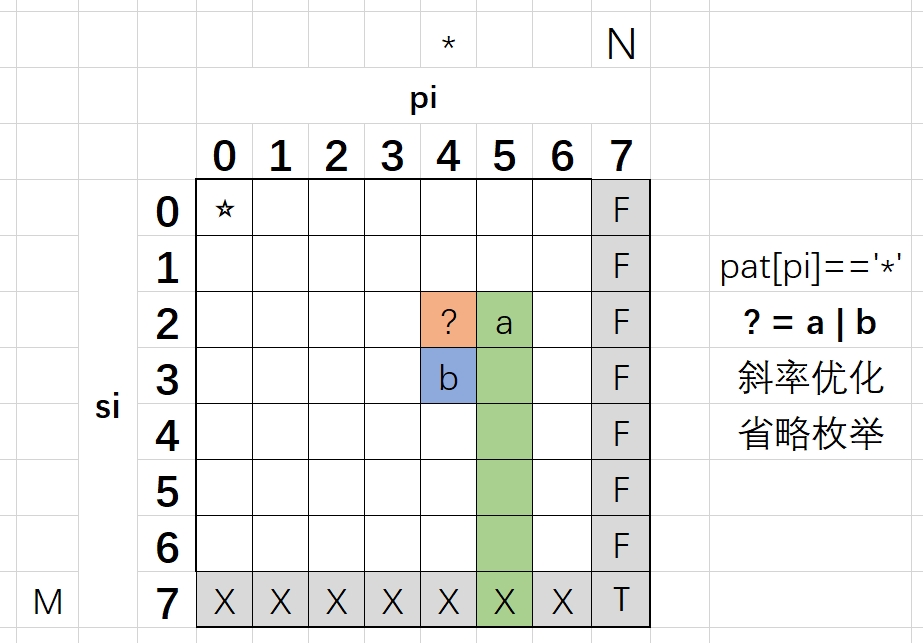 * N
pi
0 1 2 3 4 5 6 7
0 ☆ F
1 F pat[pi]=='*'
2 ? a F ? = a | b
3 b F 斜率优化
si
4 F 省略枚举
5 F
6 F
M 7 X X X X X X X T